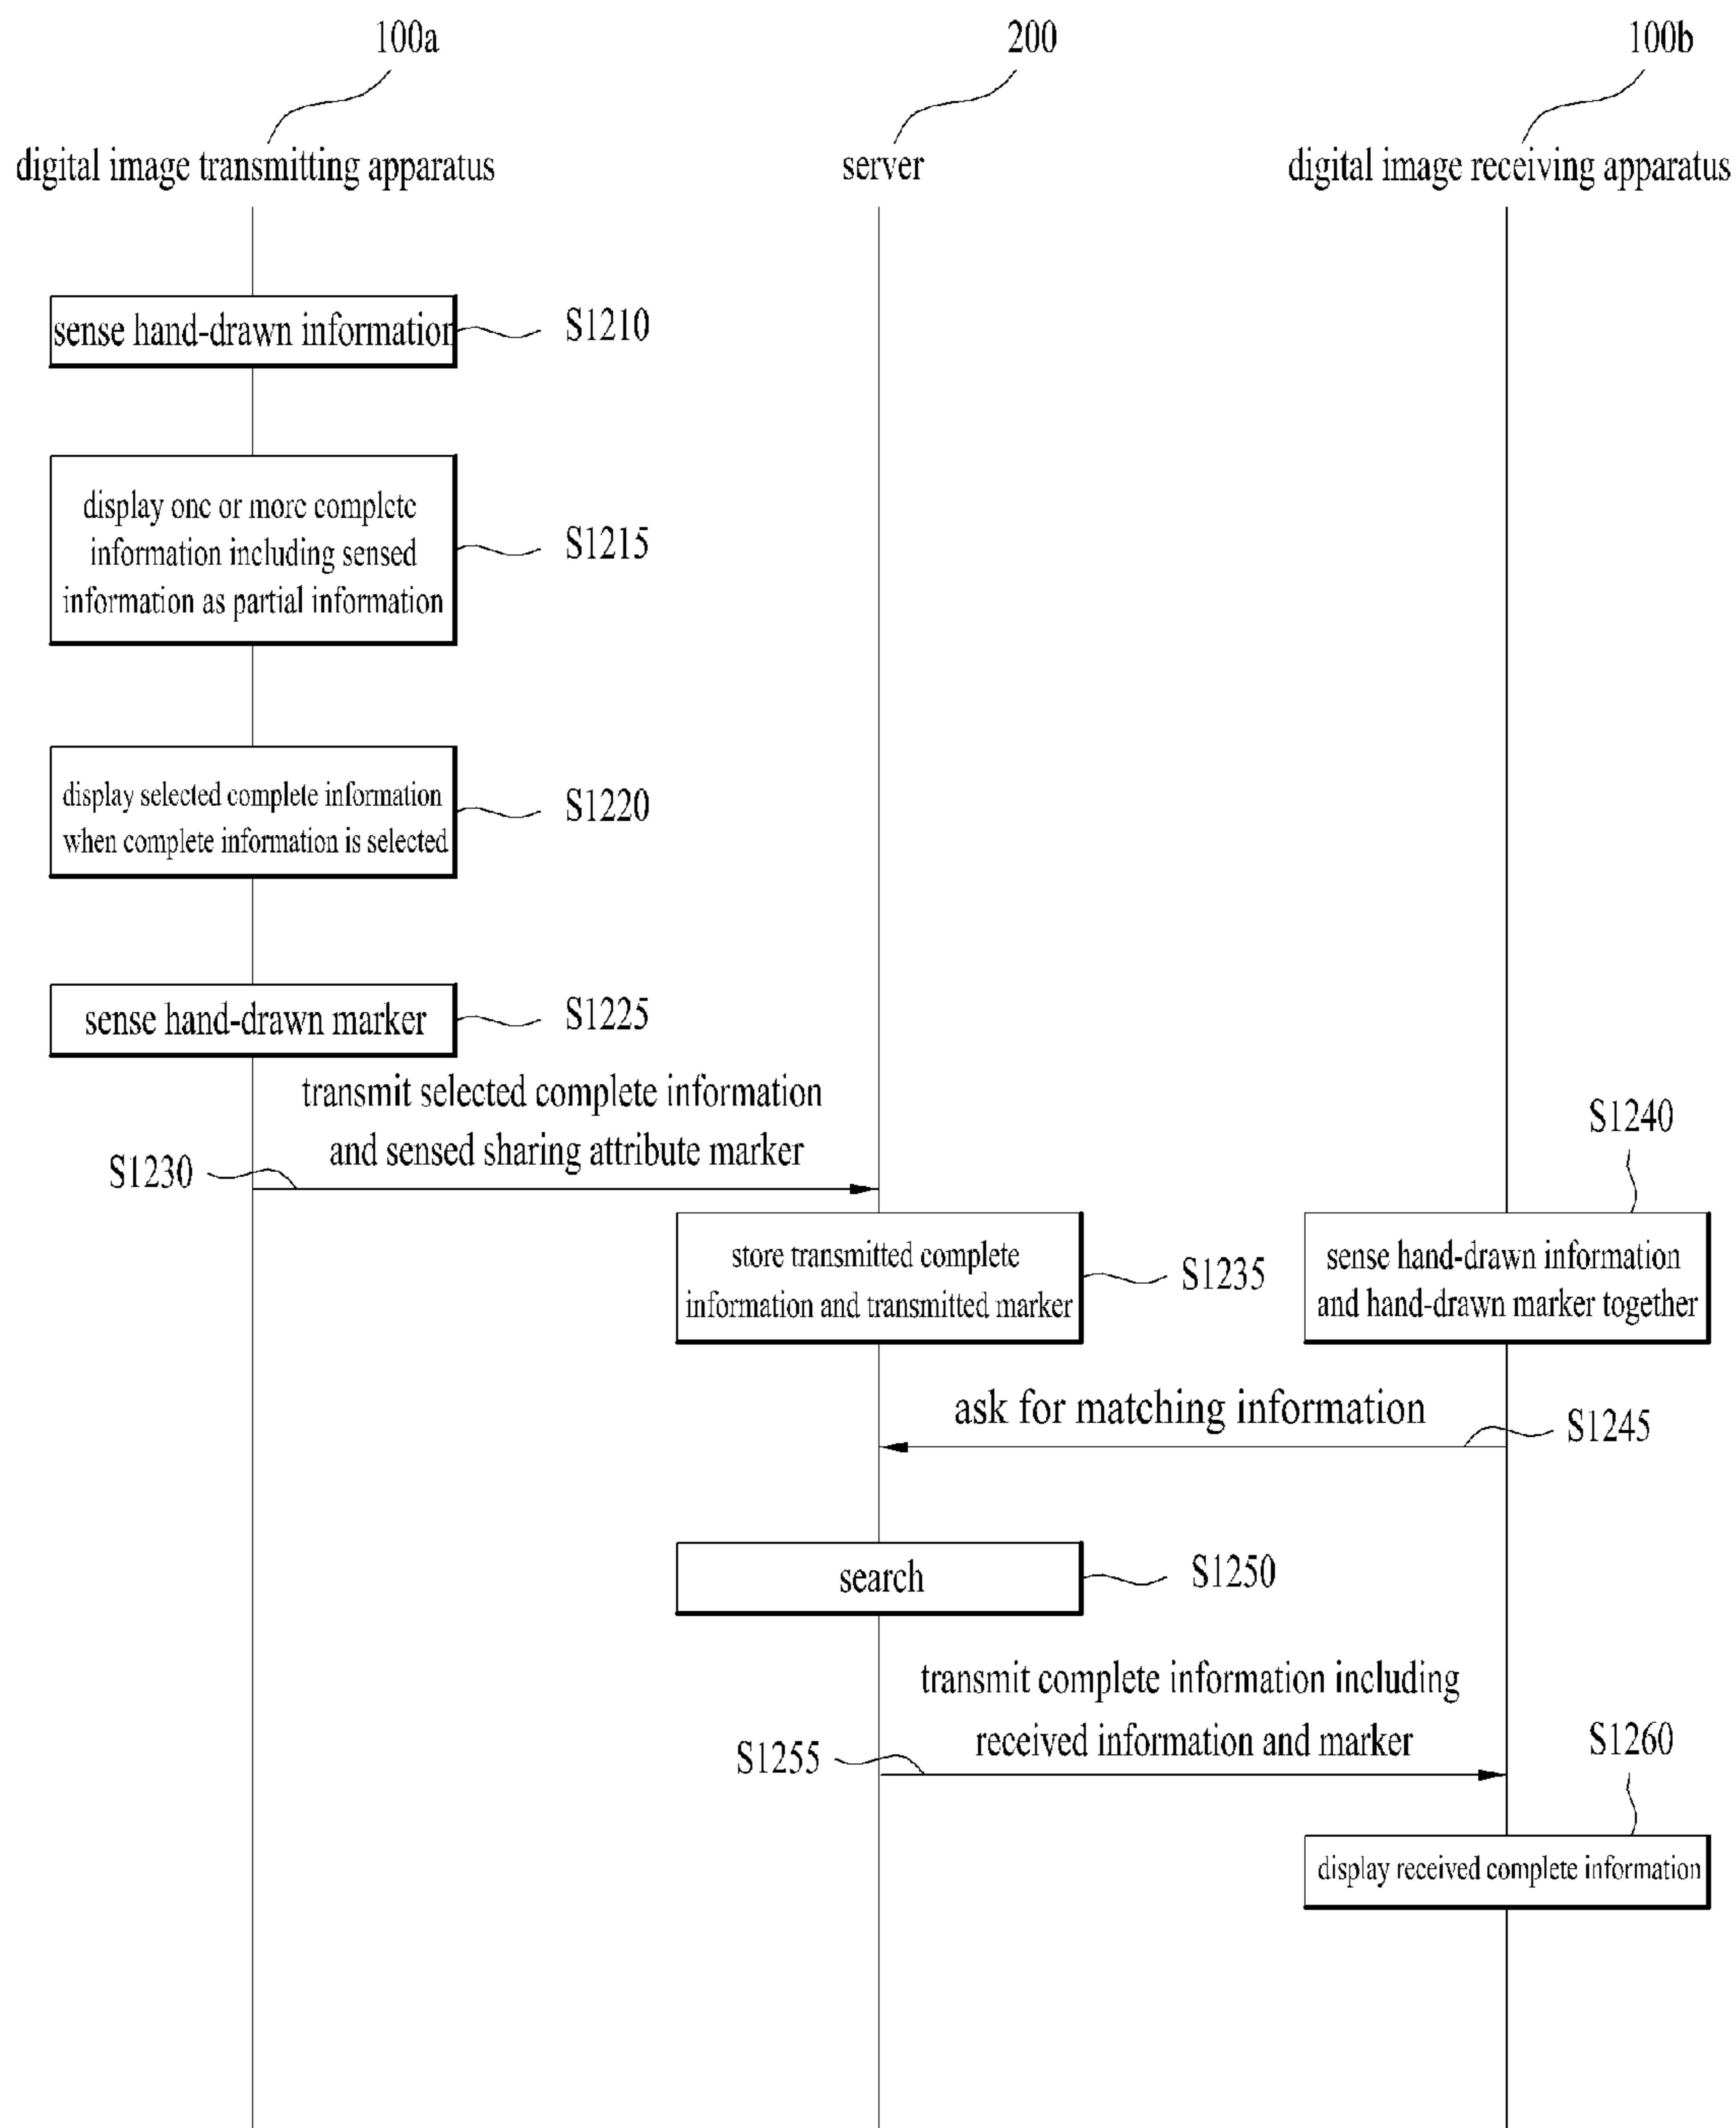 100a
200
100b
digital image transmitting apparatus
server
digital image receiving apparatus
sense hand-drawn information
S1210
display one or more complete
information including sensed
information as partial information
S1215
display selected complete information
when complete information is selected
S1220
sense hand-drawn marker
S1225
transmit selected complete information
and sensed sharing attribute marker
S1230
S1240
store transmitted complete
information and transmitted marker
S1235
sense hand-drawn information
and hand-drawn marker together
ask for matching information
S1245
search
S1250
transmit complete information including
received information and marker
S1255
S1260
display received complete information